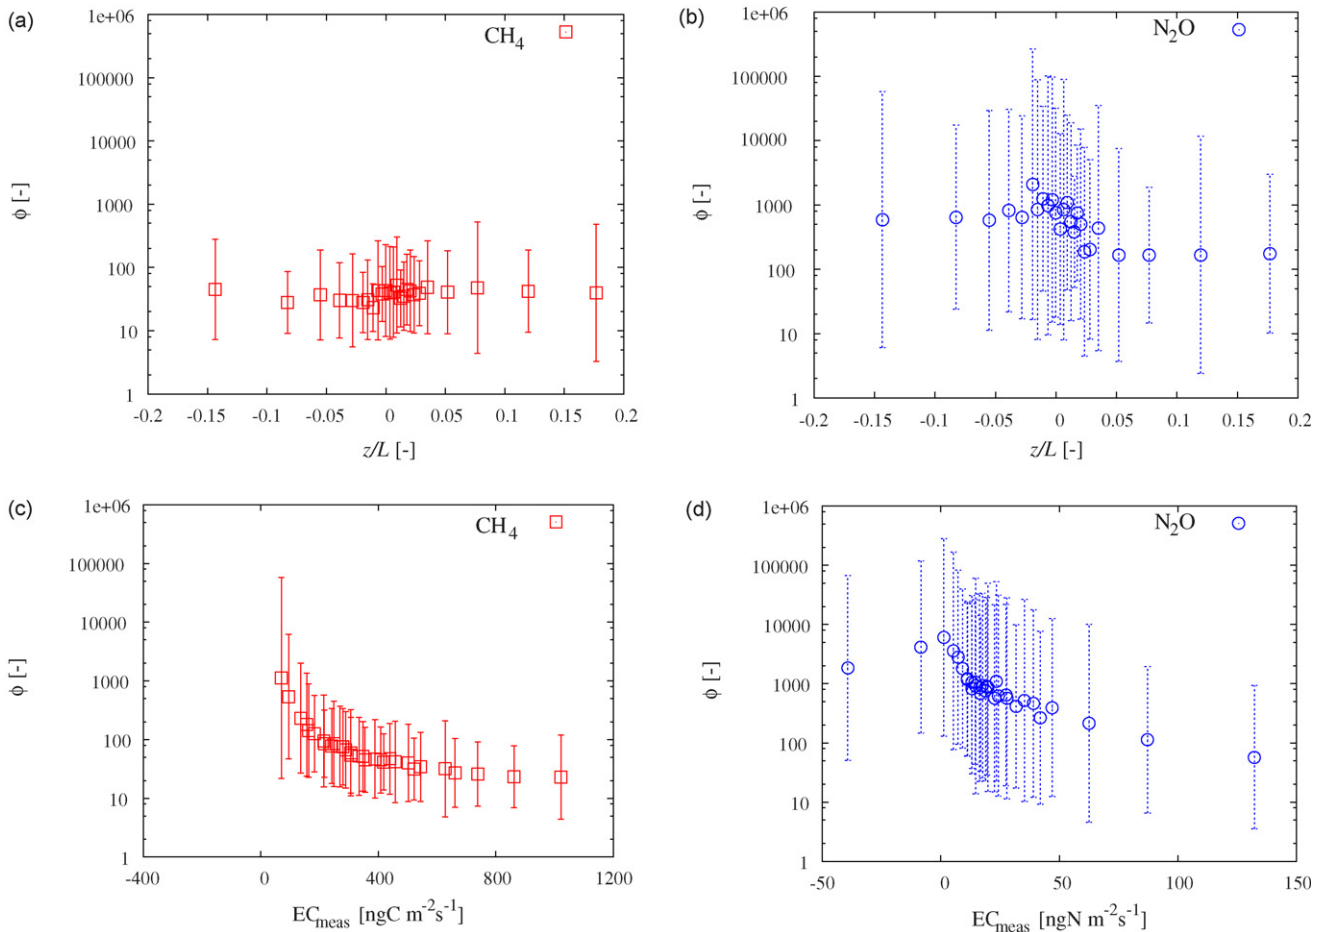 (a)
CH4
1e+06
100000
10000
1000
100
10
1
ϕ [-]
-0.2 -0.15 -0.1 -0.05 0 0.05 0.1 0.15 0.2
z/L [-]
(b)
N2O
1e+06
100000
10000
1000
100
10
1
ϕ [-]
-0.2 -0.15 -0.1 -0.05 0 0.05 0.1 0.15 0.2
z/L [-]
(c)
CH4
1e+06
100000
10000
1000
100
10
1
ϕ [-]
-400 0 400 800 1200
ECmeas [ngC m-2s-1]
(d)
N2O
1e+06
100000
10000
1000
100
10
1
ϕ [-]
-50 0 50 100 150
ECmeas [ngN m-2s-1]